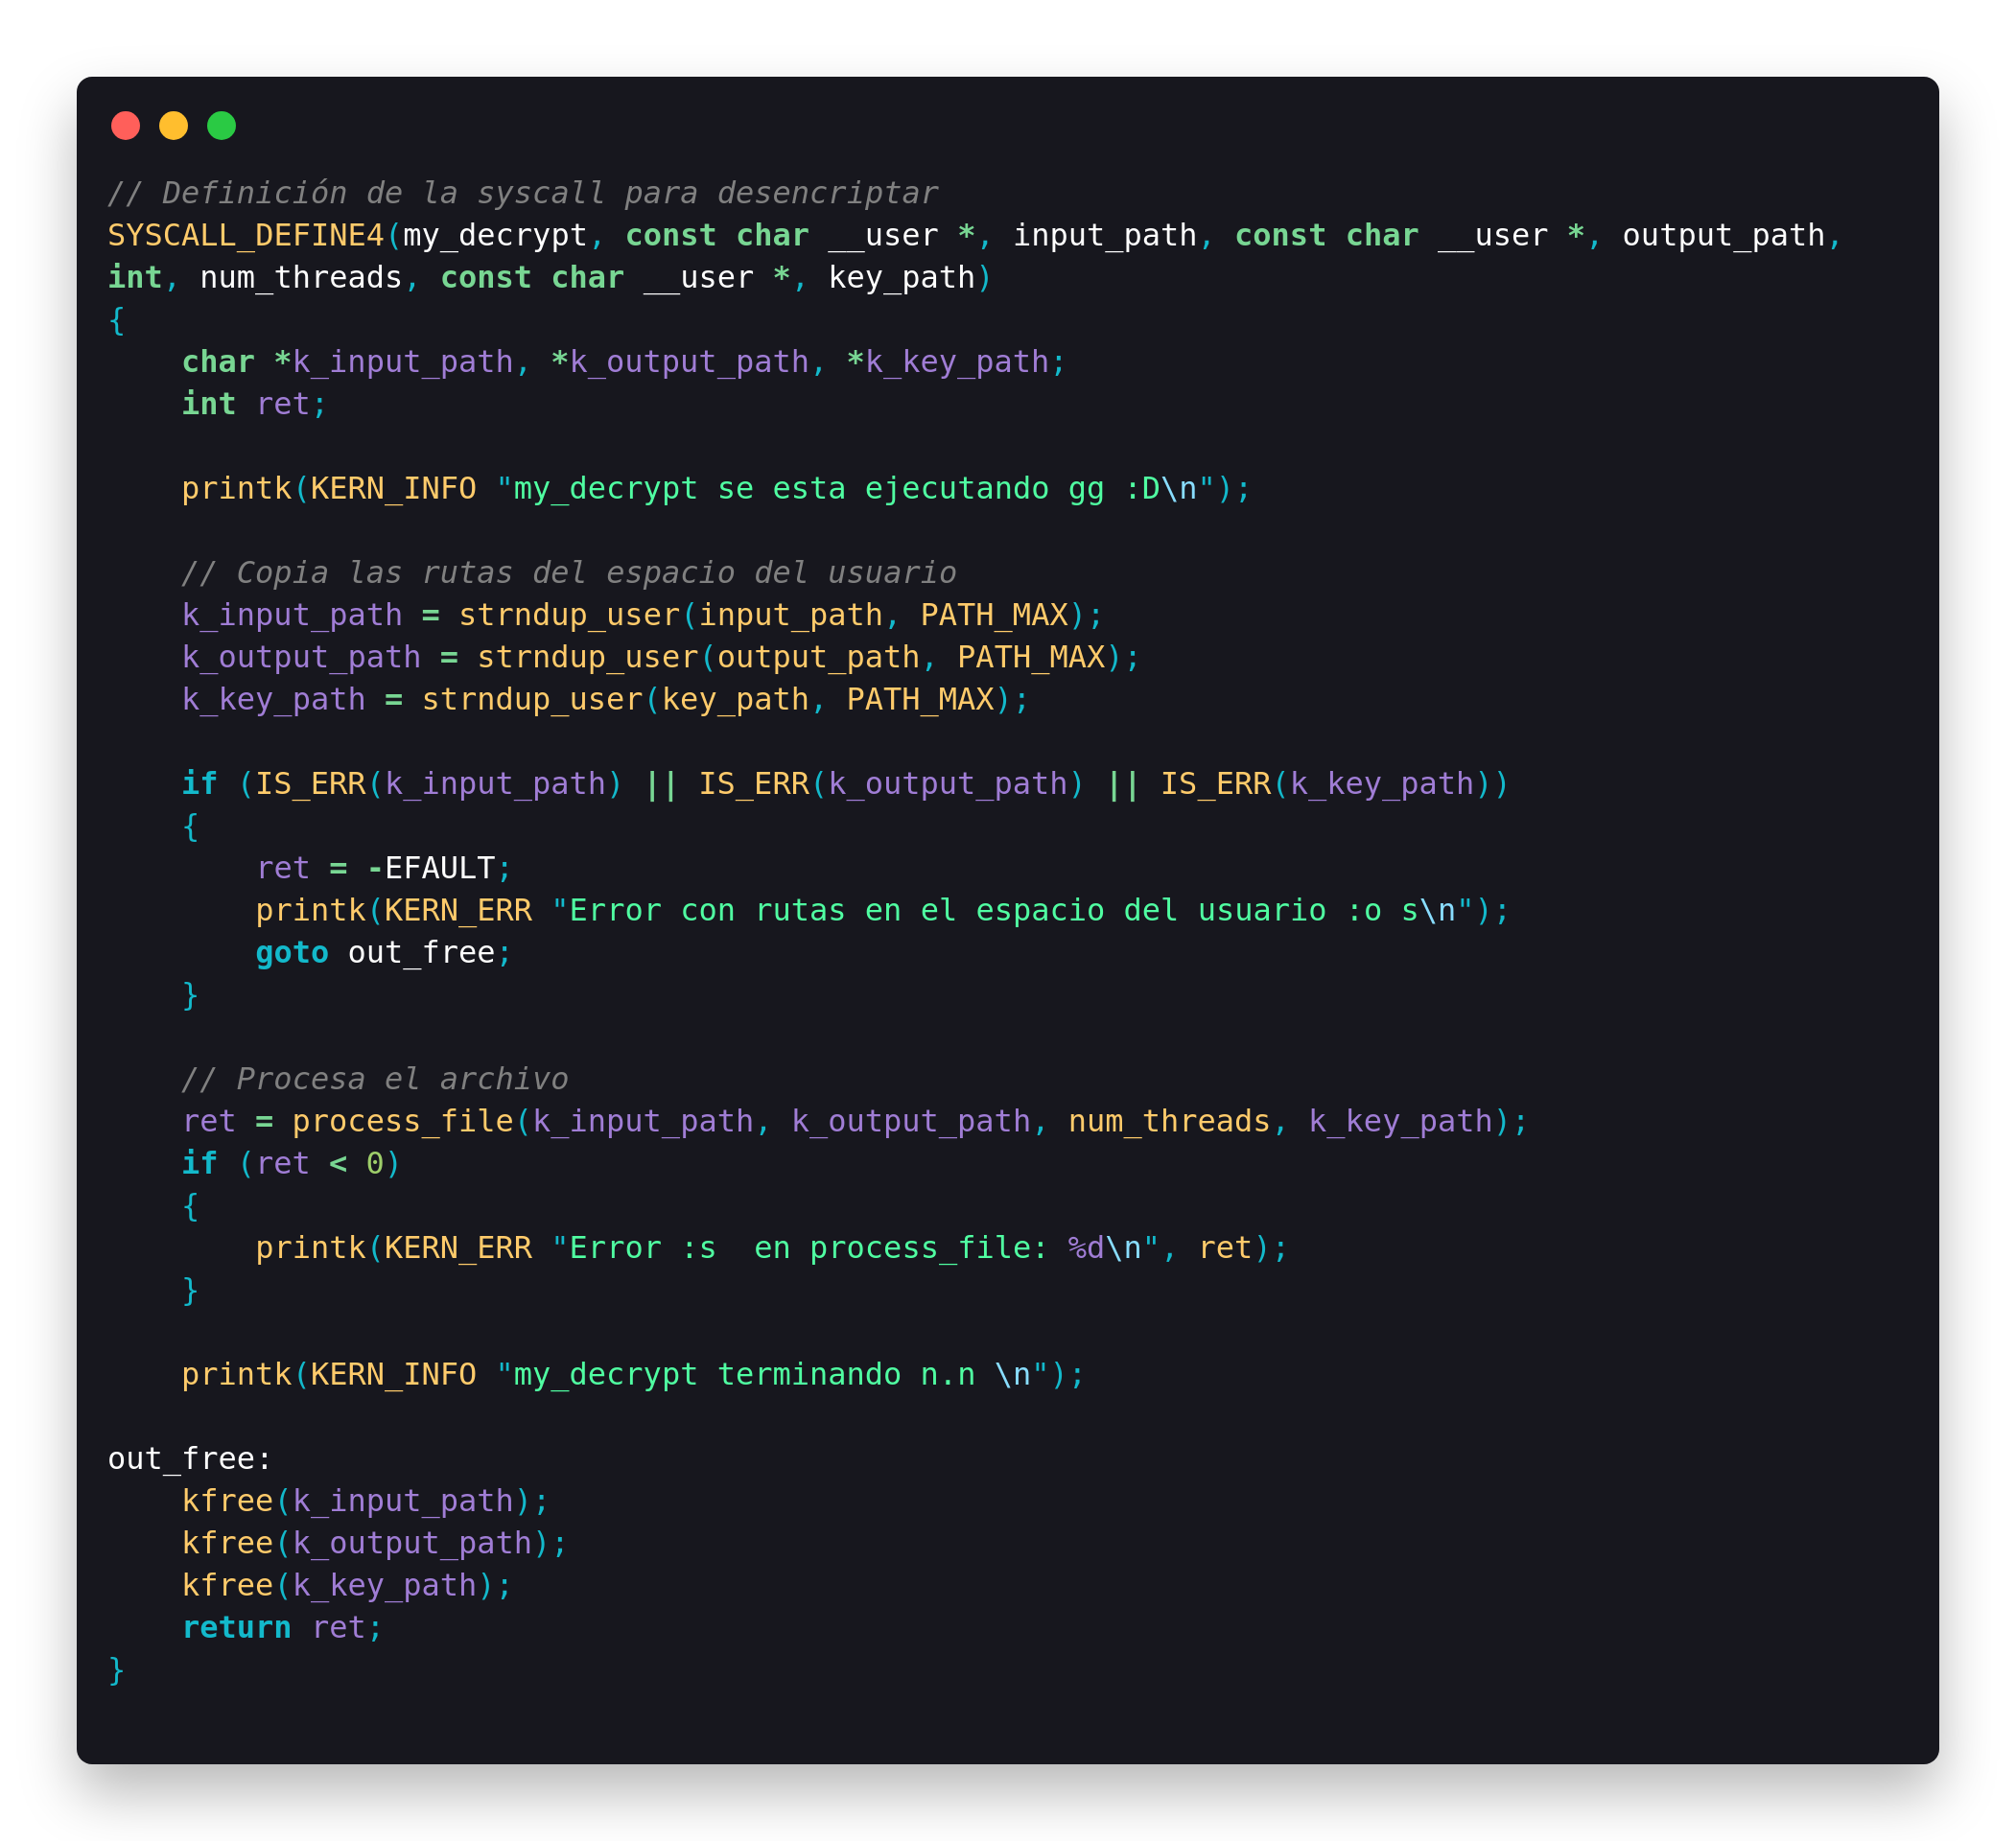 // Definición de la syscall para desencriptar
SYSCALL_DEFINE4(my_decrypt, const char __user *, input_path, const char __user *, output_path,
int, num_threads, const char __user *, key_path)
{
    char *k_input_path, *k_output_path, *k_key_path;
    int ret;

    printk(KERN_INFO "my_decrypt se esta ejecutando gg :D\n");

    // Copia las rutas del espacio del usuario
    k_input_path = strndup_user(input_path, PATH_MAX);
    k_output_path = strndup_user(output_path, PATH_MAX);
    k_key_path = strndup_user(key_path, PATH_MAX);

    if (IS_ERR(k_input_path) || IS_ERR(k_output_path) || IS_ERR(k_key_path))
    {
        ret = -EFAULT;
        printk(KERN_ERR "Error con rutas en el espacio del usuario :o s\n");
        goto out_free;
    }

    // Procesa el archivo
    ret = process_file(k_input_path, k_output_path, num_threads, k_key_path);
    if (ret < 0)
    {
        printk(KERN_ERR "Error :s  en process_file: %d\n", ret);
    }

    printk(KERN_INFO "my_decrypt terminando n.n \n");

out_free:
    kfree(k_input_path);
    kfree(k_output_path);
    kfree(k_key_path);
    return ret;
}